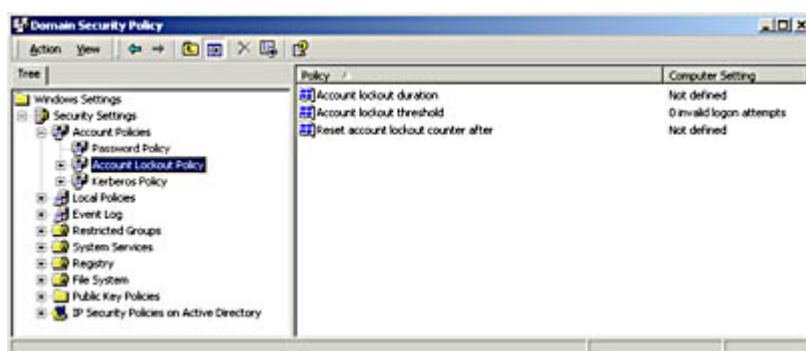 Domain Security Policy
Action View
Tree
Policy Computer Setting
Windows Settings
Security Settings
Account Policies
Password Policy
Account Lockout Policy
Kerberos Policy
Local Policies
Event Log
Restricted Groups
System Services
Registry
File System
Public Key Policies
IP Security Policies on Active Directory
Account lockout duration Not defined
Account lockout threshold 0 invalid logon attempts
Reset account lockout counter after Not defined